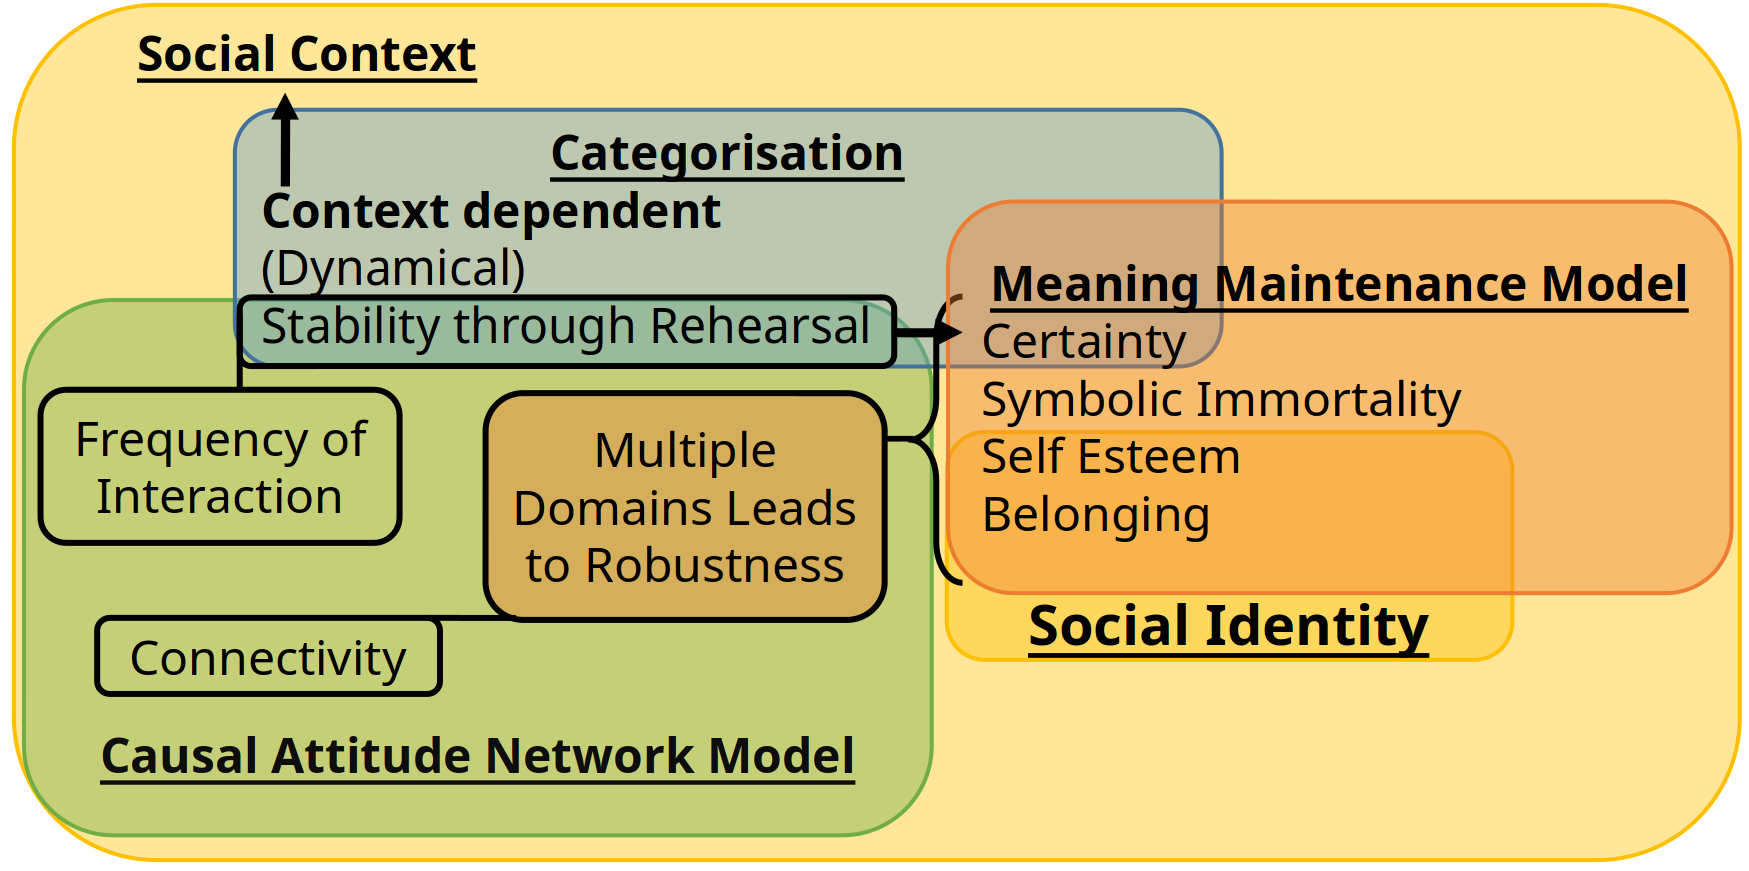 Social Context
Categorisation
Context dependent
(Dynamical)
Stability through Rehearsal
Meaning Maintenance Model
Certainty
Symbolic Immortality
Self Esteem
Belonging
Social Identity
Frequency of
Interaction
Multiple
Domains Leads
to Robustness
Connectivity
Causal Attitude Network Model